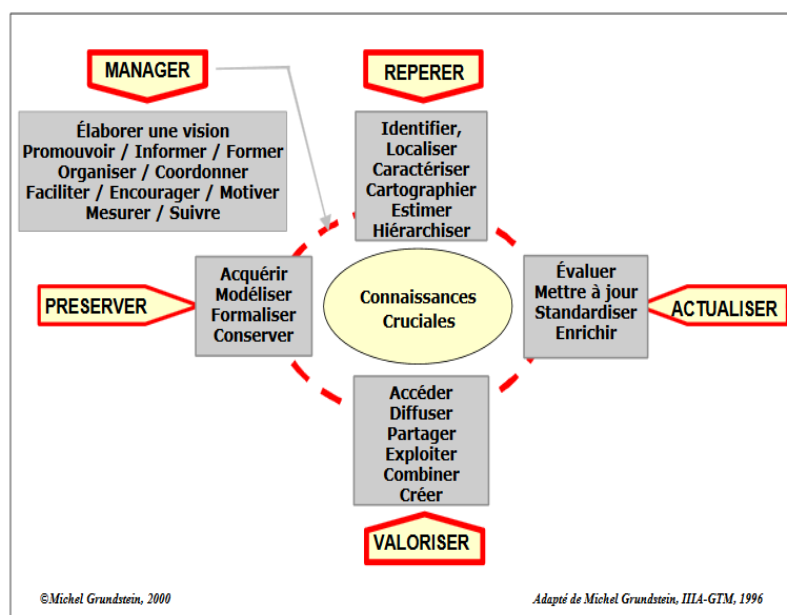 MANAGER
Élaborer une vision
Promouvoir / Informer / Former
Organiser / Coordonner
Faciliter / Encourager / Motiver
Mesurer / Suivre
REPERER
Identifier,
Localiser
Caractériser
Cartographier
Estimer
Hiérarchiser
PRESERVER
Acquérir
Modéliser
Formaliser
Conserver
Connaissances
Cruciales
Évaluer
Mettre à jour
Standardiser
Enrichir
ACTUALISER
Accéder
Diffuser
Partager
Exploiter
Combiner
Créer
VALORISER
©Michel Grundstein, 2000
Adapté de Michel Grundstein, IIIA-GTM, 1996